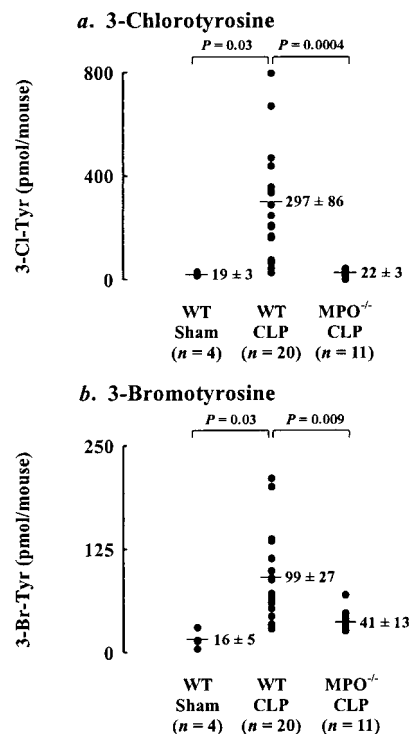 a. 3-Chlorotyrosine
P = 0.03 P = 0.0004
800
400
0
3-Cl-Tyr (pmol/mouse)
297 ± 86
19 ± 3
22 ± 3
WT WT MPO-/-
Sham CLP CLP
(n = 4) (n = 20) (n = 11)
b. 3-Bromotyrosine
P = 0.03 P = 0.009
250
125
0
3-Br-Tyr (pmol/mouse)
99 ± 27
16 ± 5
41 ± 13
WT WT MPO-/-
Sham CLP CLP
(n = 4) (n = 20) (n = 11)